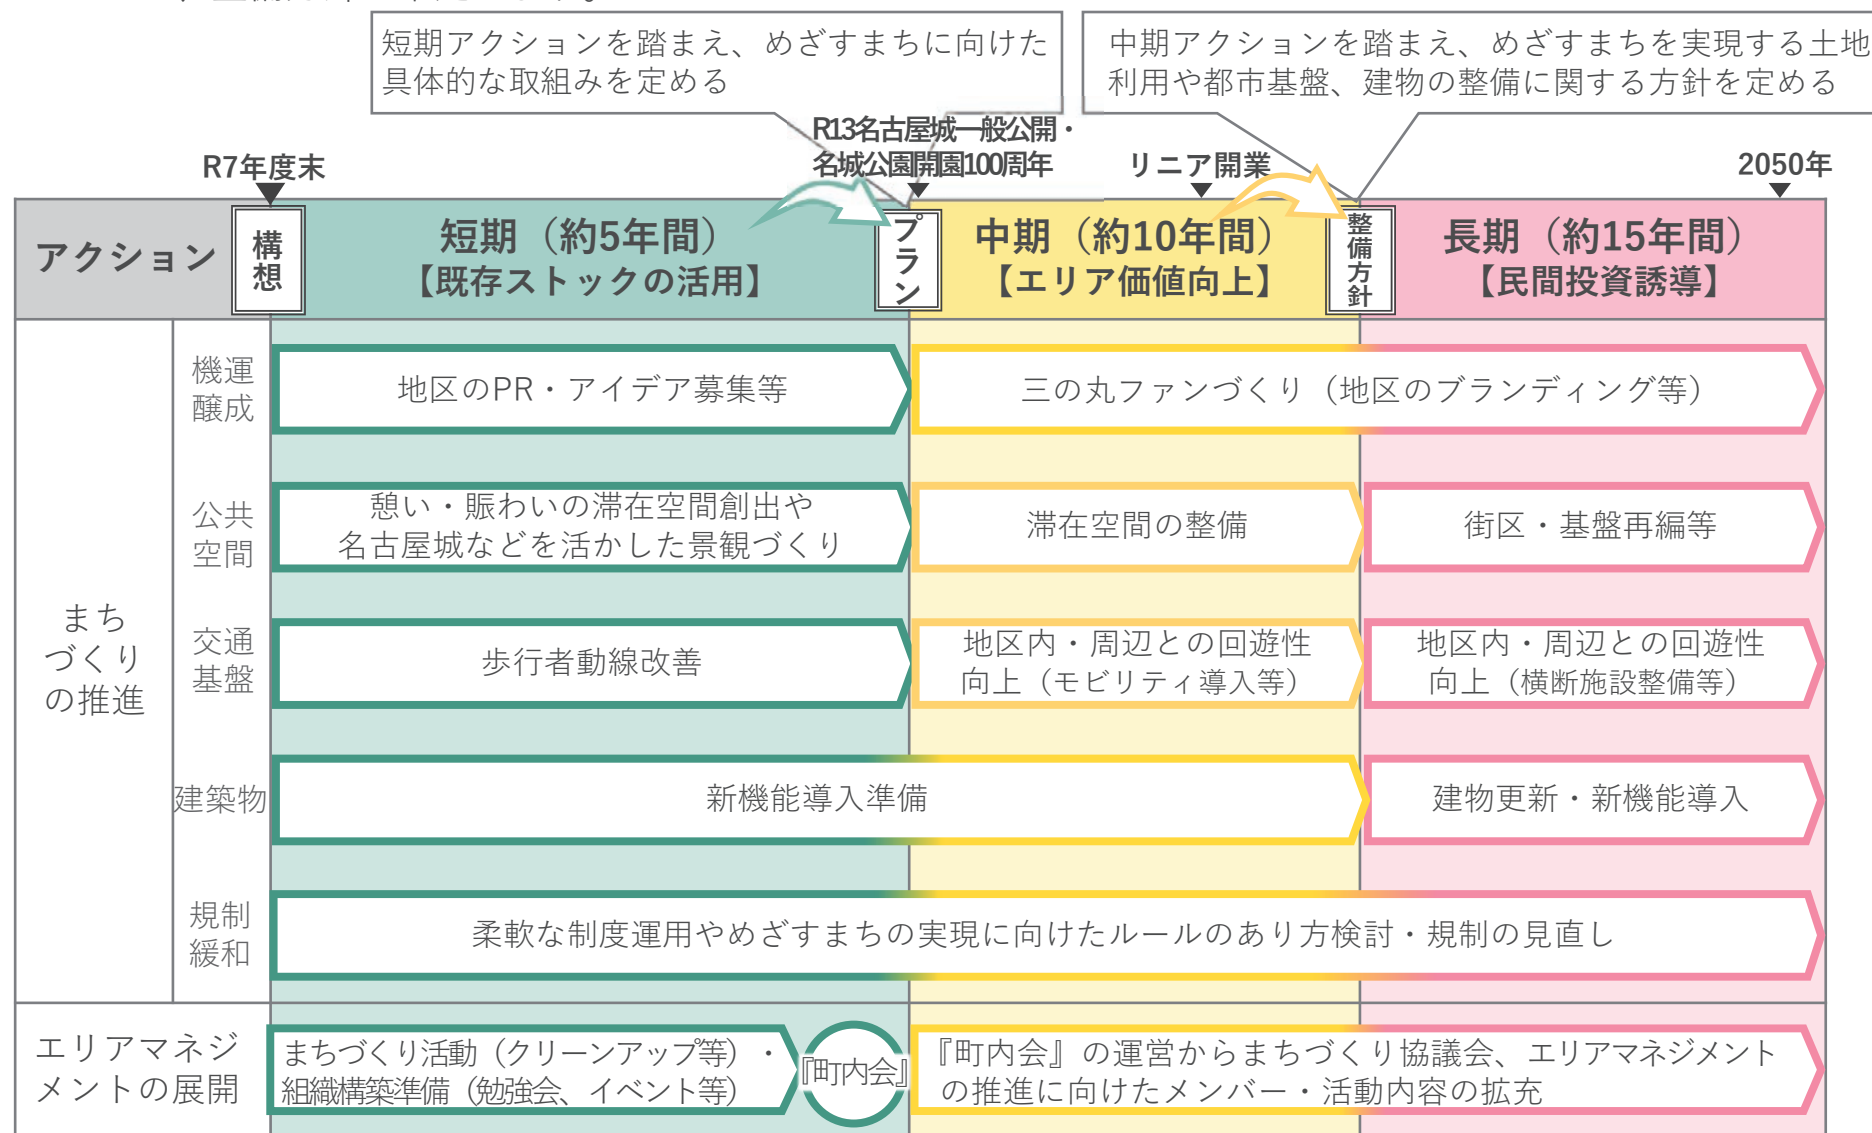 短期アクションを踏まえ、めざすまちに向けた
具体的な取組みを定める
中期アクションを踏まえ、めざすまちを実現する土地
利用や都市基盤、建物の整備に関する方針を定める
R7年度末
R13名古屋城一般公開・
名城公園開園100周年
リニア開業
2050年
アクション
構想
短期（約5年間）
【既存ストックの活用】
プラン
中期（約10年間）
【エリア価値向上】
整備方針
長期（約15年間）
【民間投資誘導】
まち
づくり
の推進
機運
醸成
地区のPR・アイデア募集等
三の丸ファンづくり（地区のブランディング等）
公共
空間
憩い・賑わいの滞在空間創出や
名古屋城などを活かした景観づくり
滞在空間の整備
街区・基盤再編等
交通
基盤
歩行者動線改善
地区内・周辺との回遊性
向上（モビリティ導入等）
地区内・周辺との回遊性
向上（横断施設整備等）
建築物
新機能導入準備
建物更新・新機能導入
規制
緩和
柔軟な制度運用やめざすまちの実現に向けたルールのあり方検討・規制の見直し
エリアマネジ
メントの展開
まちづくり活動（クリーンアップ等）・
組織構築準備（勉強会、イベント等）
『町内会』
『町内会』の運営からまちづくり協議会、エリアマネジメント
の推進に向けたメンバー・活動内容の拡充